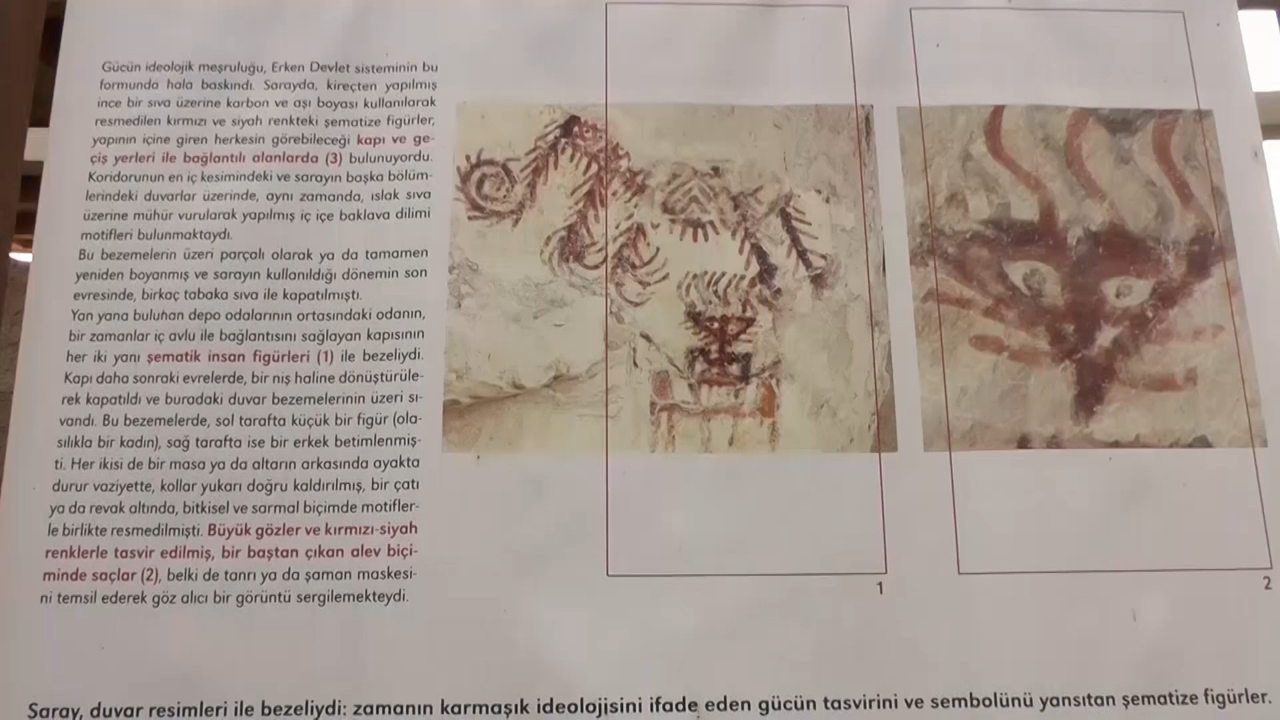 Gücün ideolojik meşruluğu, Erken Devlet sisteminin bu
formunda hala baskındı. Sarayda, kireçten yapılmış
ince bir sıva üzerine karbon ve aşı boyası kullanılarak
resmedilen kırmızı ve siyah renkteki şematize figürler,
yapının içine giren herkesin görebileceği kapı ve ge-
çiş yerleri ile bağlantılı alanlarda (3) bulunuyordu.
Koridorunun en iç kesimindeki ve sarayın başka bölüm-
lerindeki duvarlar üzerinde, aynı zamanda, ıslak sıva
üzerine mühür vurularak yapılmış iç içe baklava dilimi
motifleri bulunmaktaydı.
Bu bezemelerin üzeri parçalı olarak ya da tamamen
yeniden boyanmış ve sarayın kullanıldığı dönemin son
evresinde, birkaç tabaka sıva ile kapatılmıştı.
Yan yana bulunan depo odalarının ortasındaki odanın,
bir zamanlar iç avlu ile bağlantısını sağlayan kapısının
her iki yanı şematik insan figürleri (1) ile bezeliydi.
Kapı daha sonraki evrelerde, bir niş haline dönüştürüle-
rek kapatıldı ve buradaki duvar bezemelerinin üzeri sı-
vandı. Bu bezemelerde, sol tarafta küçük bir figür (ola-
sılıkla bir kadın), sağ tarafta ise bir erkek betimlenmiş-
ti. Her ikisi de bir masa ya da altarın arkasında ayakta
durur vaziyette, kollar yukarı doğru kaldırılmış, bir çatı
ya da revak altında, bitkisel ve sarmal biçimde motifler-
le birlikte resmedilmişti. Büyük gözler ve kırmızı-siyah
renklerle tasvir edilmiş, bir baştan çıkan alev biçi-
minde saçlar (2), belki de tanrı ya da şaman maskesi-
ni temsil ederek göz alıcı bir görüntü sergilemekteydi.
1
2
Saray, duvar resimleri ile bezeliydi: zamanın karmaşık ideolojisini ifade eden gücün tasvirini ve sembolünü yansıtan şematize figürler.